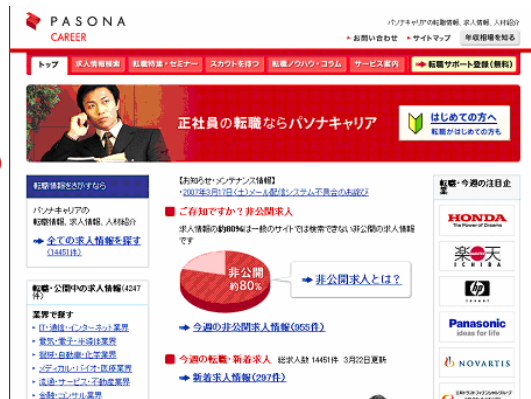 PASONA
CAREER
パソナキャリアの転職情報、求人情報、人材紹介
お問い合わせ
サイトマップ
年収相場を知る
トップ
求人情報検索
転職特集・セミナー
スカウトを待つ
転職ノウハウ・コラム
サービス案内
転職サポート登録(無料)
正社員の転職ならパソナキャリア
はじめての方へ
転職がはじめての方も
転職情報をさがすなら
パソナキャリアの
転職情報、求人情報、人材紹介
全ての求人情報を探す
(14451件)
転職・公開中の求人情報(4247
件)
業界で探す
IT・通信・インターネット業界
電気・電子・半導体業界
機械・自動車・化学業界
メディカル・バイオ・医療業界
流通・サービス・不動産業界
金融・コンサル業界
【お知らせ・メンテナンス情報】
2007年3月17日(土)メール配信システム不具合のお詫び
ご存知ですか?非公開求人
求人情報の約80%は一般のサイトでは検索できない非公開の求人情報
です
非公開
約80%
非公開求人とは?
今週の非公開求人情報(955件)
今週の転職・新着求人 総求人数 14451件 3月22日更新
新着求人情報(297件)
転職・今週の注目企
業
HONDA
The Power of Dreams
楽天
ICHIBA
hp
invent
Panasonic
ideas for life
NOVARTIS